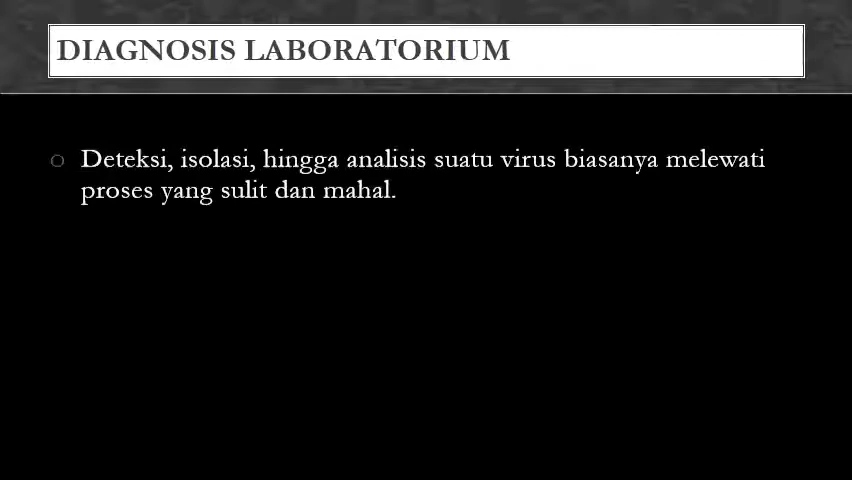 DIAGNOSIS LABORATORIUM
Deteksi, isolasi, hingga analisis suatu virus biasanya melewati
proses yang sulit dan mahal.